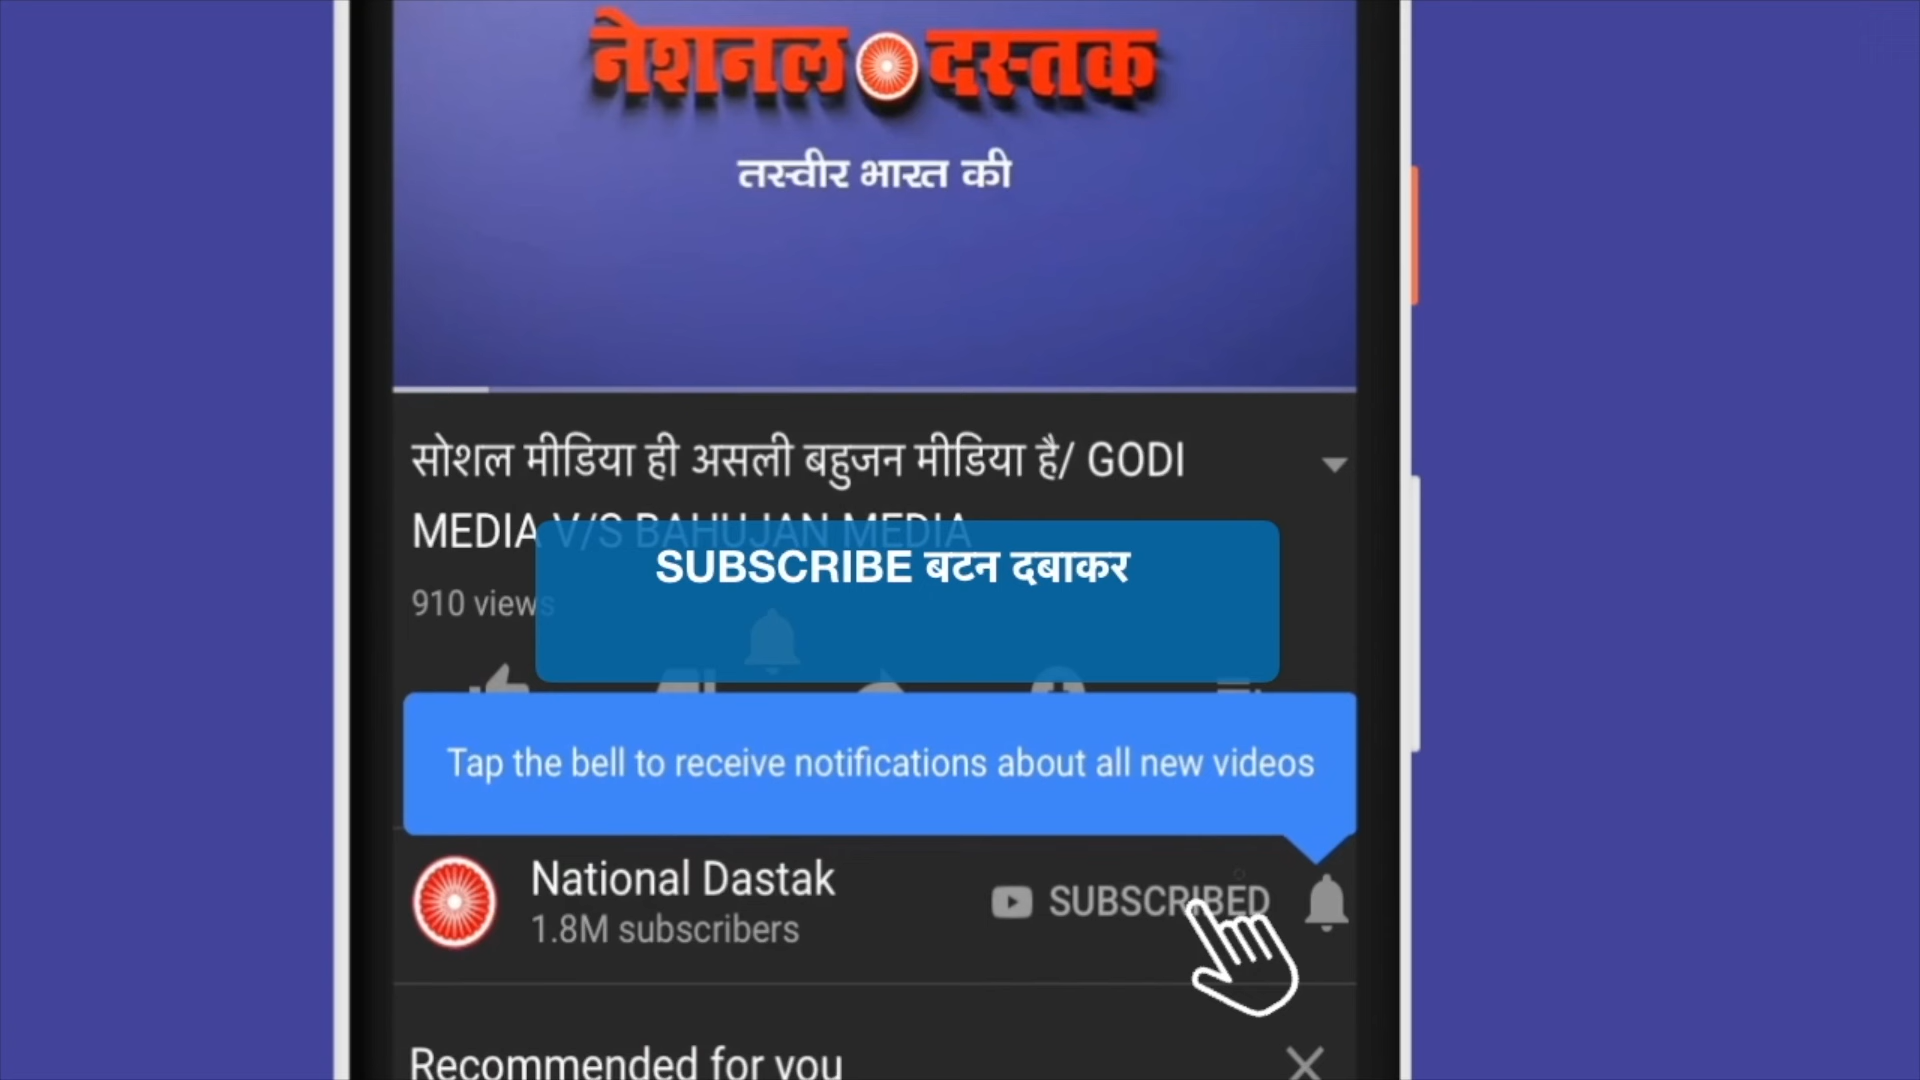 नेशनल दस्तक
तस्वीर भारत की
सोशल मीडिया ही असली बहुजन मीडिया है/ GODI
MEDIA V/S BAHUJAN MEDIA
SUBSCRIBE बटन दबाकर
910 views
Tap the bell to receive notifications about all new videos
National Dastak
SUBSCRIBED
1.8M subscribers
Recommended for you